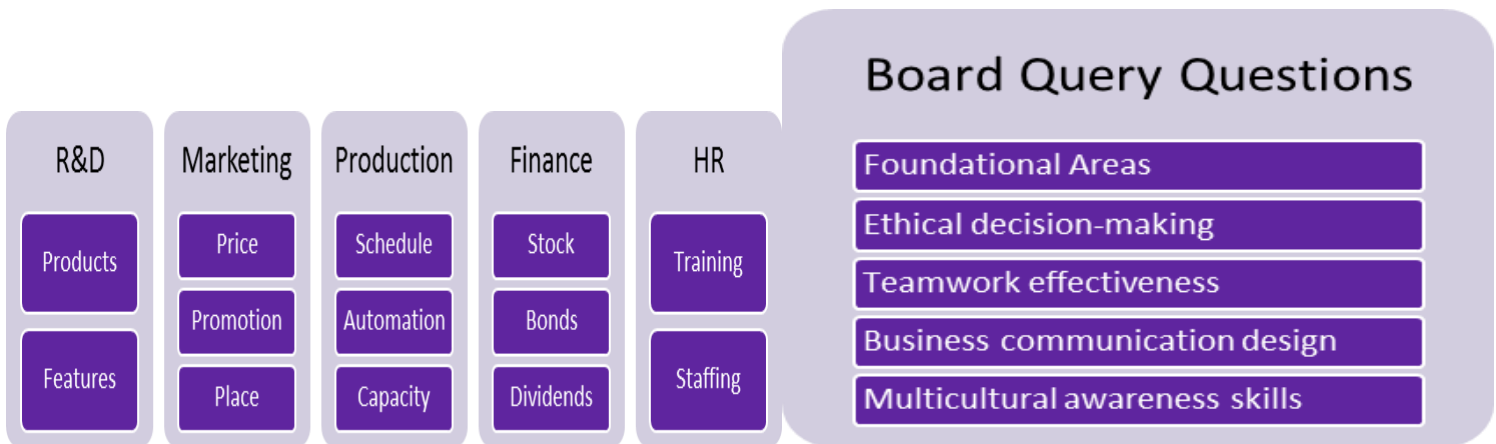 R&D
Products
Features
Marketing
Price
Promotion
Place
Production
Schedule
Automation
Capacity
Finance
Stock
Bonds
Dividends
HR
Training
Staffing
Board Query Questions
Foundational Areas
Ethical decision-making
Teamwork effectiveness
Business communication design
Multicultural awareness skills